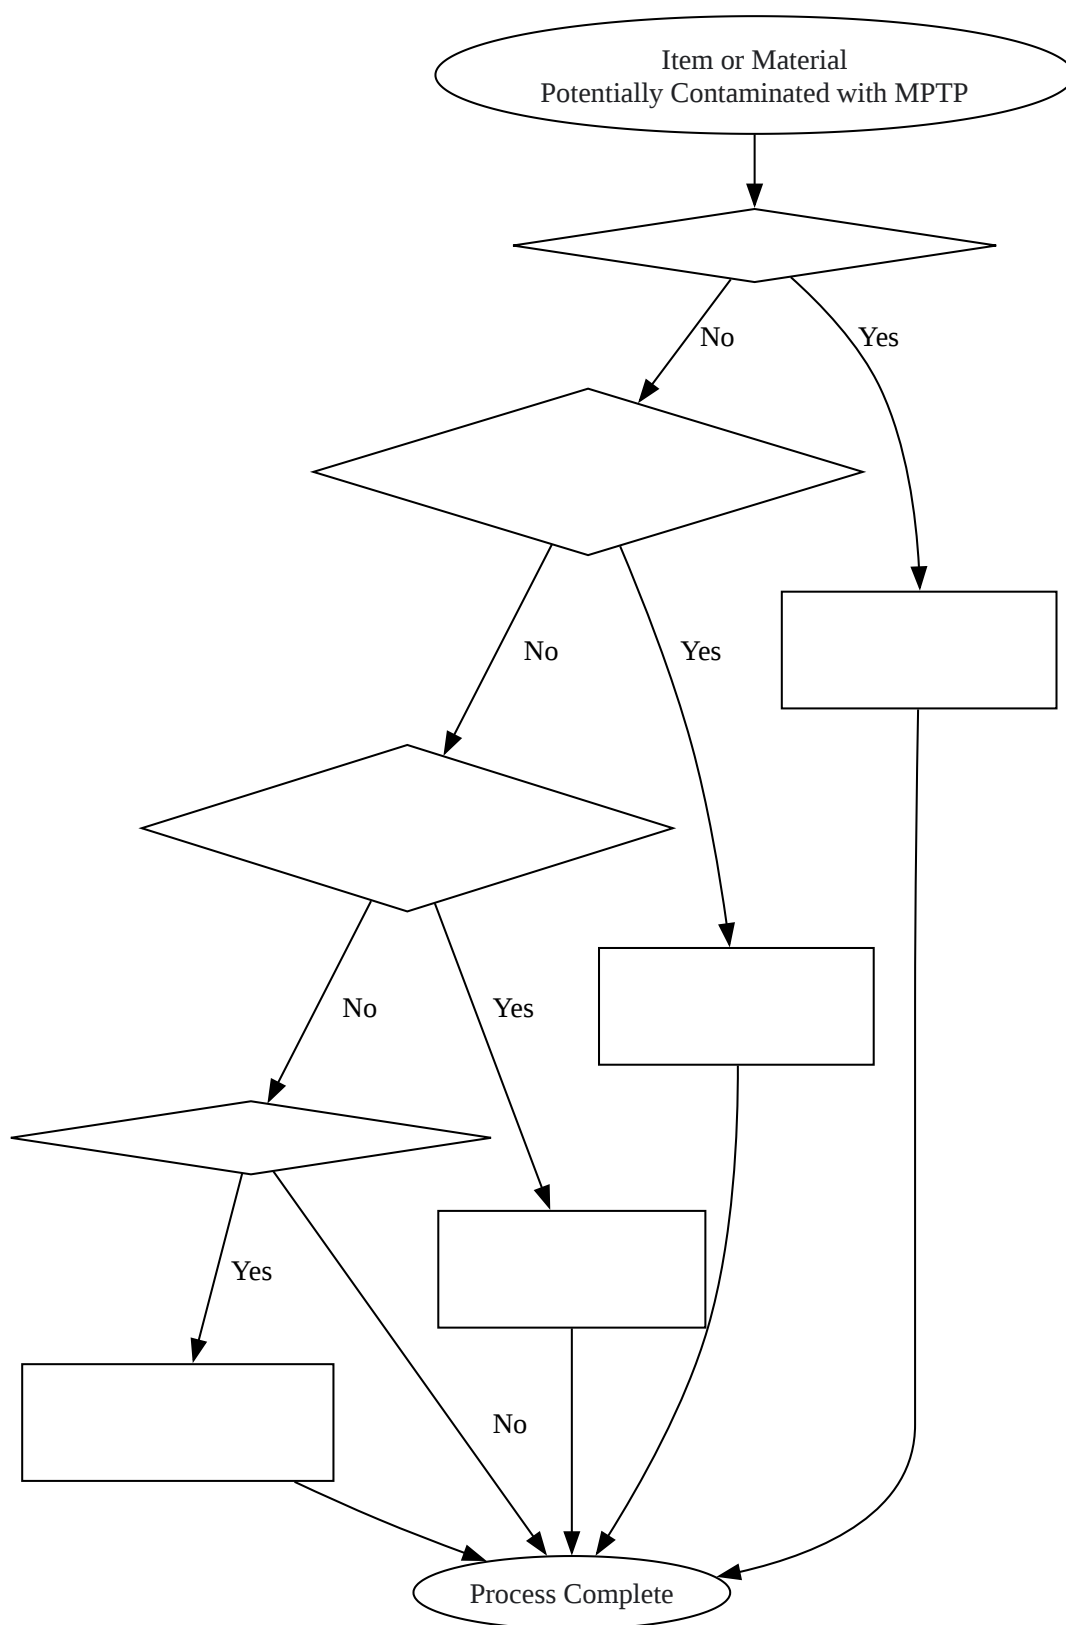 Item or Material
Potentially Contaminated with MPTP
No
Yes
No
Yes
No
Yes
Yes
No
Process Complete